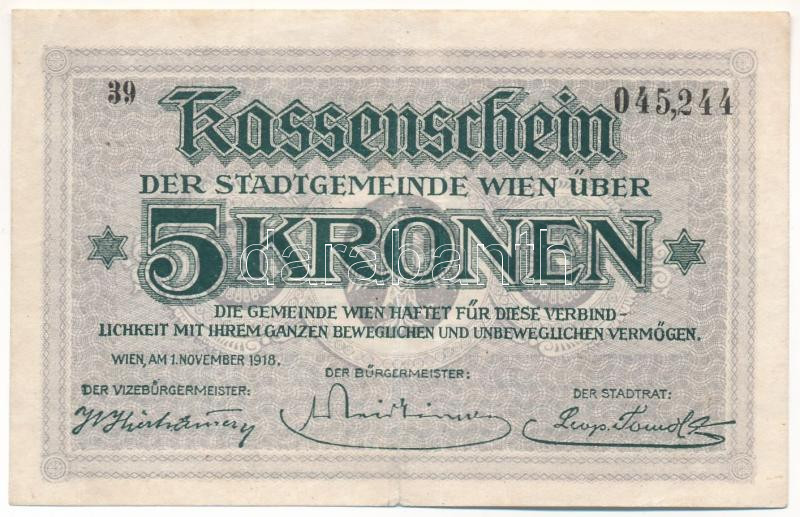 39 045,244
Kassenschein
DER STADTGEMEINDE WIEN ÜBER
5 KRONEN
darabanth
DIE GEMEINDE WIEN HAFTET FÜR DIESE VERBIND-
LICHKEIT MIT IHREM GANZEN BEWEGLICHEN UND UNBEWEGLICHEN VERMÖGEN.
WIEN, AM 1. NOVEMBER 1918.
DER VIZEBÜRGERMEISTER: DER BÜRGERMEISTER: DER STADTRAT: